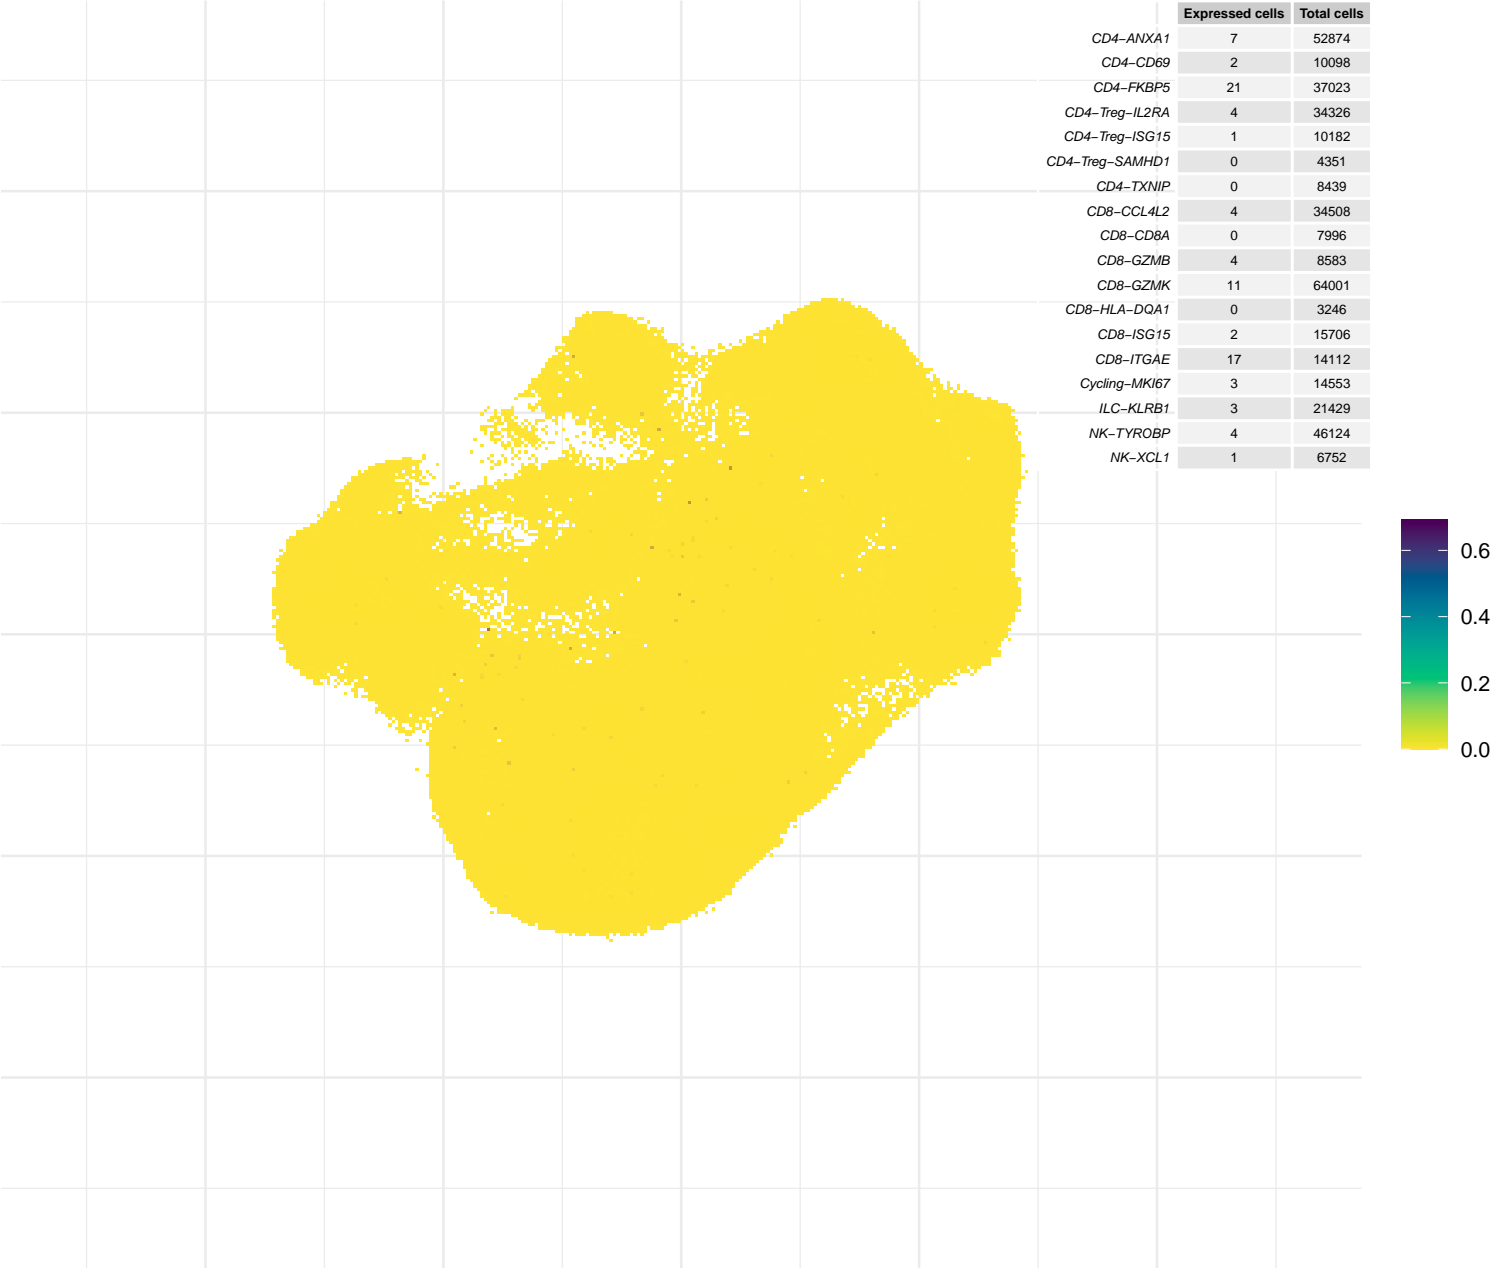 Expressed cells Total cells
CD4−ANXA1 7 52874
CD4−CD69 2 10098
CD4−FKBP5 21 37023
CD4−Treg−IL2RA 4 34326
CD4−Treg−ISG15 1 10182
CD4−Treg−SAMHD1 0 4351
CD4−TXNIP 0 8439
CD8−CCL4L2 4 34508
CD8−CD8A 0 7996
CD8−GZMB 4 8583
CD8−GZMK 11 64001
CD8−HLA−DQA1 0 3246
CD8−ISG15 2 15706
CD8−ITGAE 17 14112
Cycling−MKI67 3 14553
ILC−KLRB1 3 21429
NK−TYROBP 4 46124
NK−XCL1 1 6752
0.6
0.4
0.2
0.0